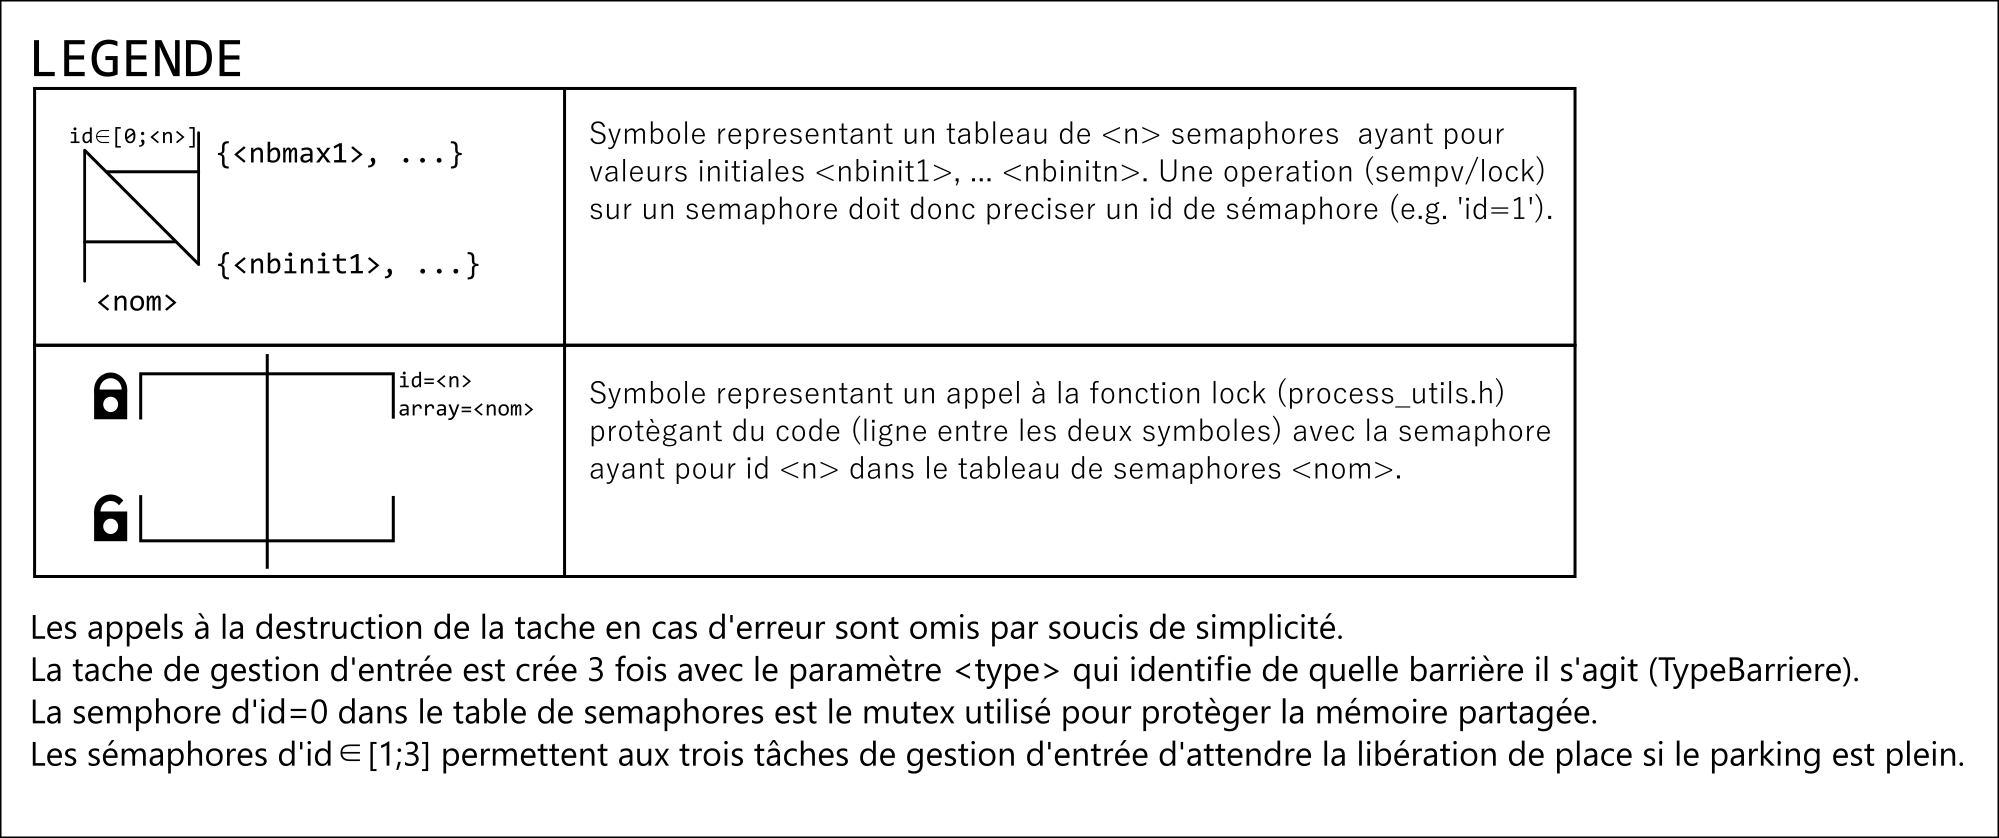 LEGENDE
id∈[0;<n>]
{<nbmax1>, ...}
{<nbinit1>, ...}
<nom>
Symbole representant un tableau de <n> semaphores ayant pour
valeurs initiales <nbinit1>, ... <nbinitn>. Une operation (sempv/lock)
sur un semaphore doit donc preciser un id de sémaphore (e.g. 'id=1').
id=<n>
array=<nom>
Symbole representant un appel à la fonction lock (process_utils.h)
protègant du code (ligne entre les deux symboles) avec la semaphore
ayant pour id <n> dans le tableau de semaphores <nom>.
Les appels à la destruction de la tache en cas d'erreur sont omis par soucis de simplicité.
La tache de gestion d'entrée est crée 3 fois avec le paramètre <type> qui identifie de quelle barrière il s'agit (TypeBarriere).
La semphore d'id=0 dans le table de semaphores est le mutex utilisé pour protèger la mémoire partagée.
Les sémaphores d'id∈[1;3] permettent aux trois tâches de gestion d'entrée d'attendre la libération de place si le parking est plein.